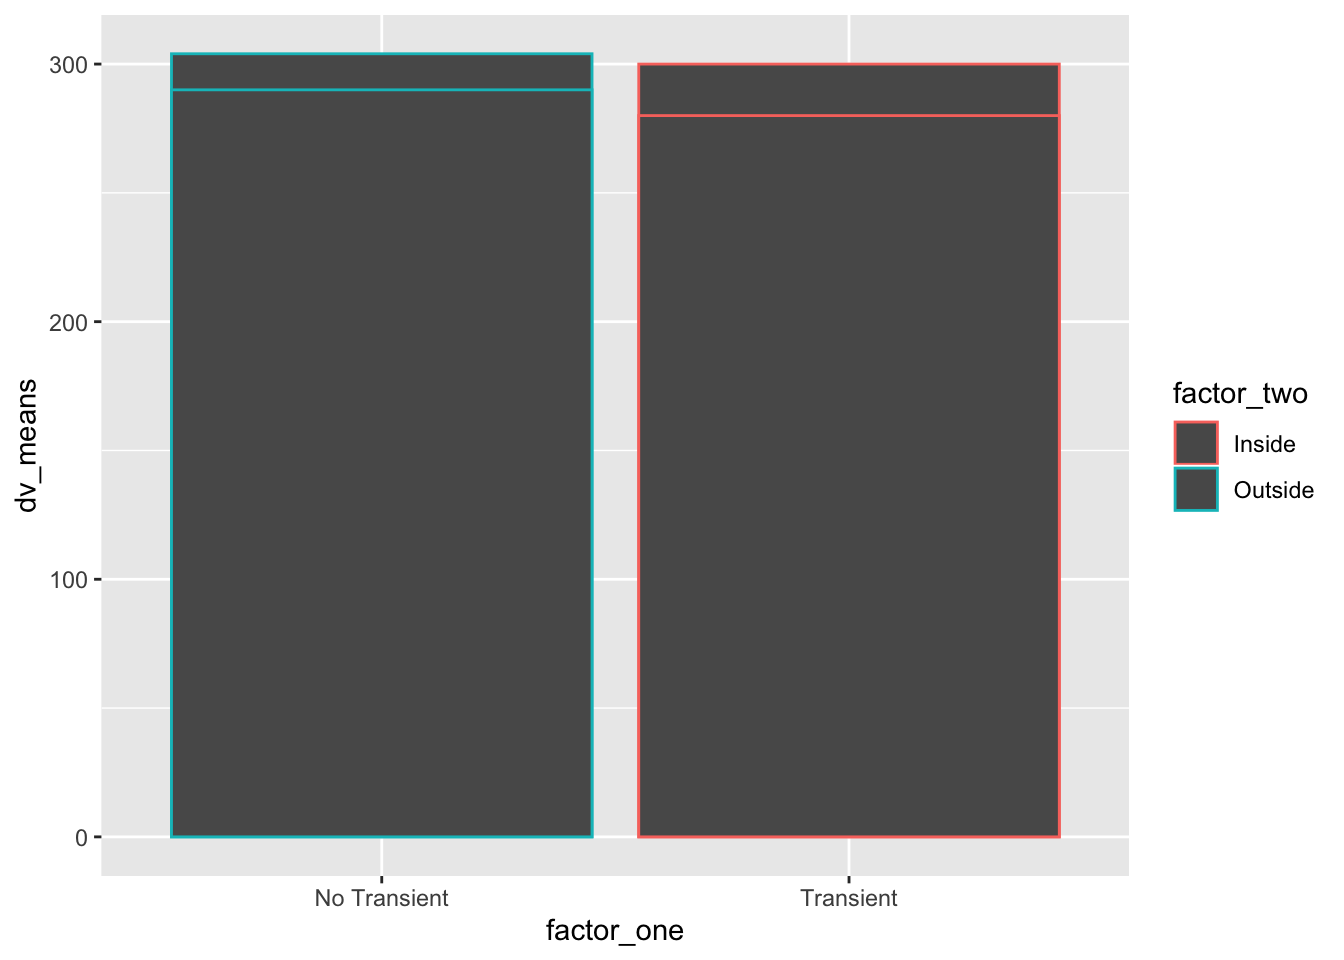 300
200
100
0
dv_means
No Transient
Transient
factor_one
factor_two
Inside
Outside